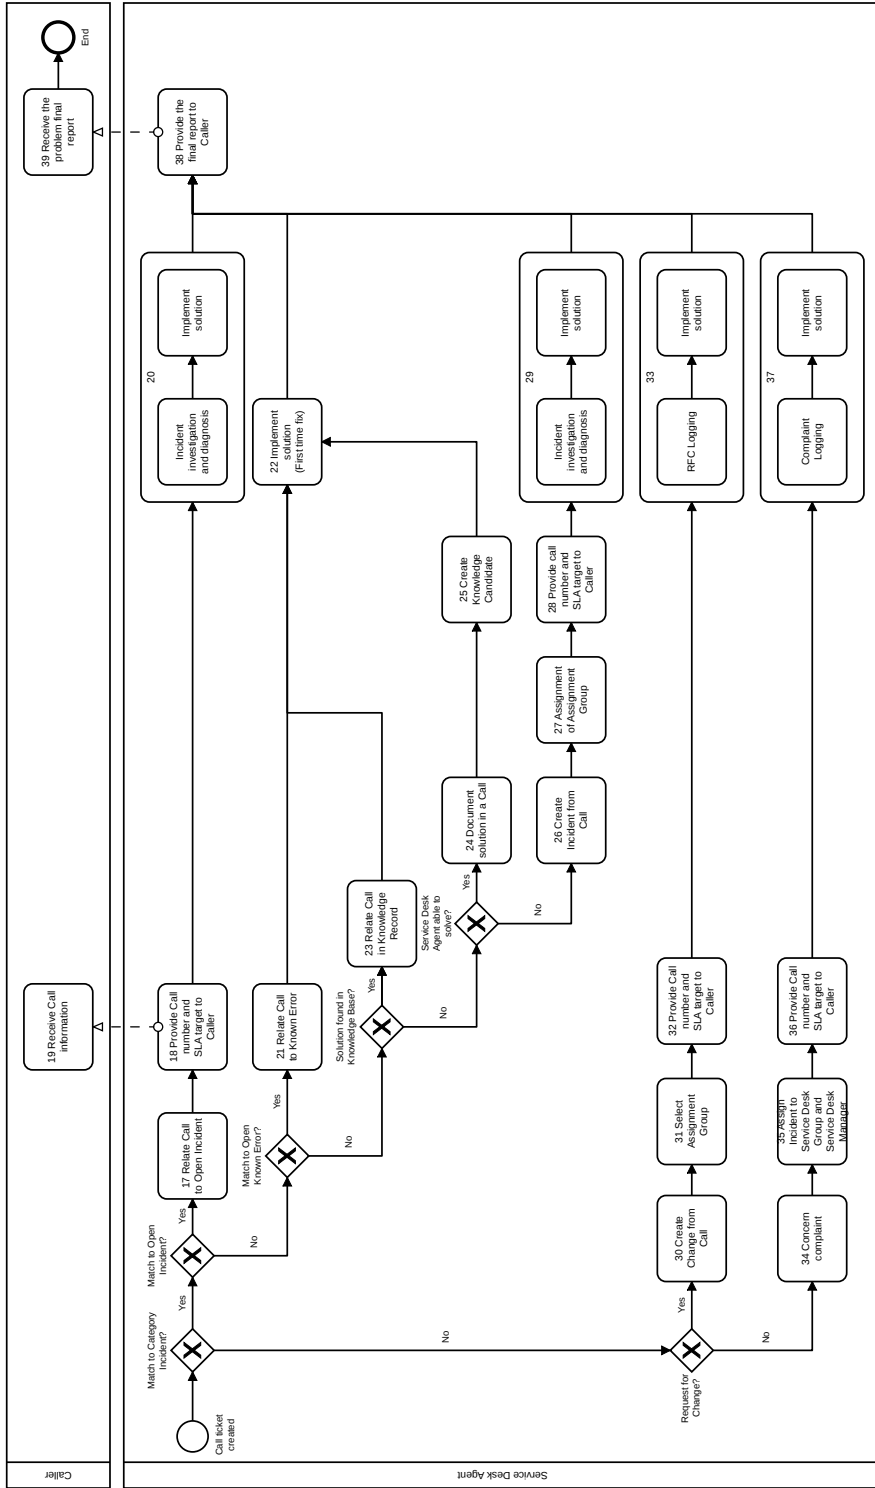 Caller
19 Receive Call
information
39 Receive the
problem final
report
End
Service Desk Agent
Call ticket
created
Match to Category
Incident?
Yes
No
Match to Open
Incident?
Yes
No
17 Relate Call
to Open Incident
18 Provide Call
number and
SLA target to
Caller
20
Incident
investigation
and diagnosis
Implement
solution
38 Provide the
final report to
Caller
Match to Open
Known Error?
Yes
No
21 Relate Call
to Known Error
22 Implement
solution
(First time fix)
Solution found in
Knowledge Base?
Yes
No
23 Relate Call
in Knowledge
Record
Service Desk
Agent able to
solve?
Yes
No
24 Document
solution in a Call
25 Create
Knowledge
Candidate
26 Create
Incident from
Call
27 Assignment
of Assignment
Group
28 Provide call
number and
SLA target to
Caller
29
Incident
investigation
and diagnosis
Implement
solution
Request for
Change?
Yes
No
30 Create
Change from
Call
31 Select
Assignment
Group
32 Provide Call
number and
SLA target to
Caller
33
RFC Logging
Implement
solution
34 Concern
complaint
35 Assign
Incident to
Service Desk
Group and
Service Desk
Manager
36 Provide Call
number and
SLA target to
Caller
37
Complaint
Logging
Implement
solution